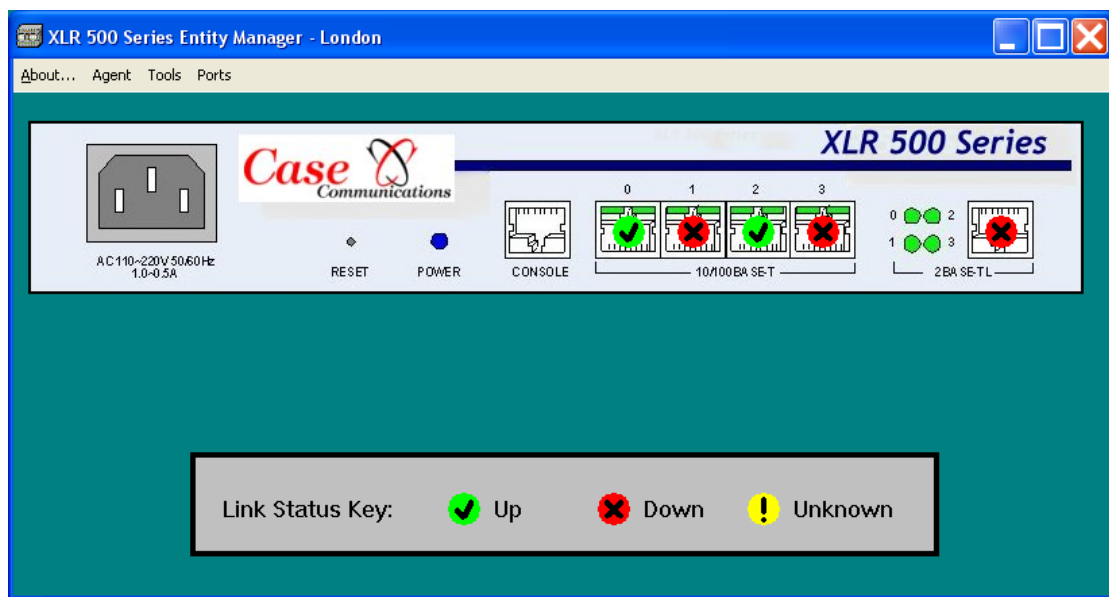 XLR 500 Series Entity Manager - London
About... Agent Tools Ports
XLR 500 Series
Case
Communications
0 1 2 3
0 2
1 3
AC 110~220V 50/60Hz
1.0~0.5A
RESET POWER CONSOLE 10/100BASE-T 2BASE-TL
Link Status Key: Up Down Unknown